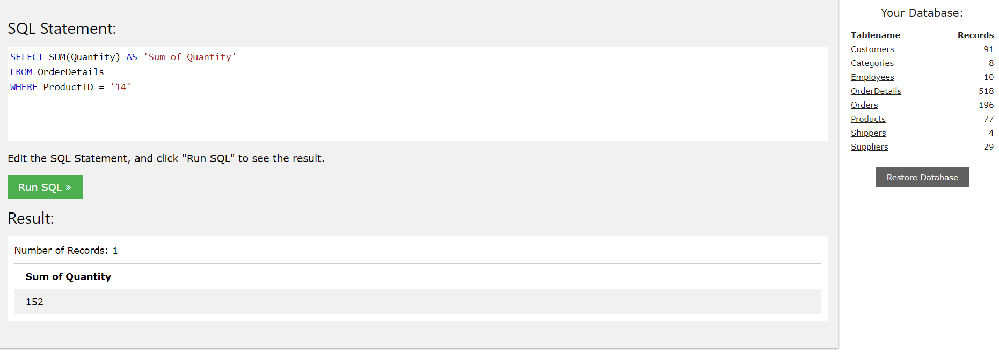 SQL Statement:
SELECT SUM(Quantity) AS 'Sum of Quantity'
FROM OrderDetails
WHERE ProductID = '14'
Edit the SQL Statement, and click "Run SQL" to see the result.
Run SQL »
Result:
Number of Records: 1
Sum of Quantity
152
Your Database:
Tablename Records
Customers 91
Categories 8
Employees 10
OrderDetails 518
Orders 196
Products 77
Shippers 4
Suppliers 29
Restore Database